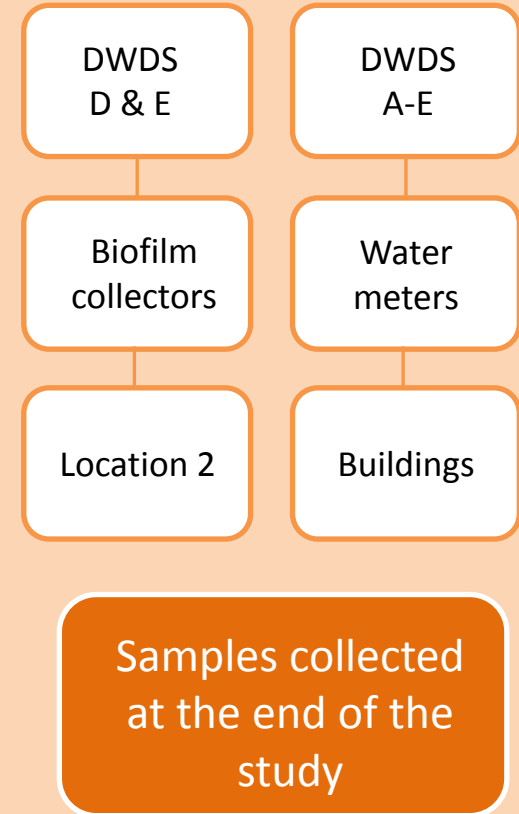 DWDS
D & E
DWDS
A-E
Biofilm
collectors
Water
meters
Location 2
Buildings
Samples collected
at the end of the
study